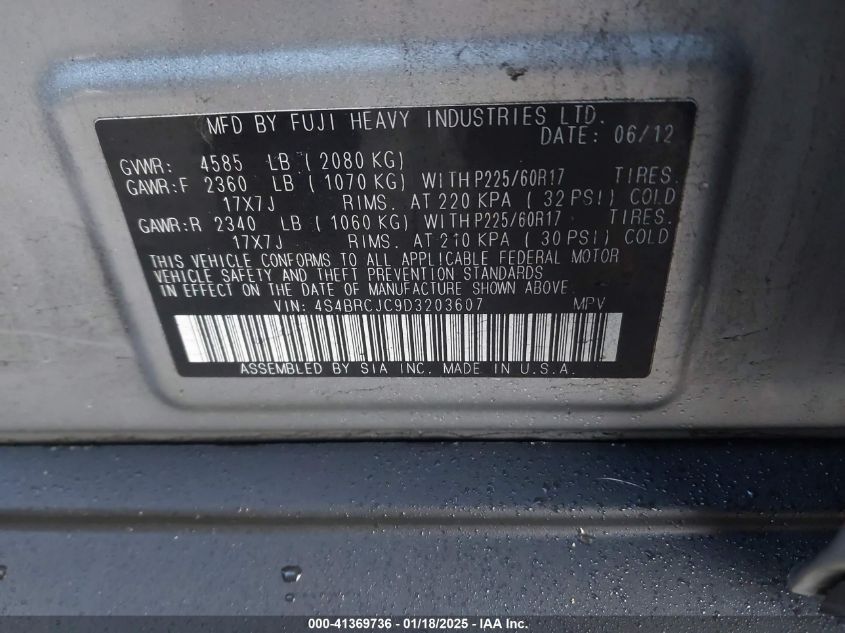 MFD BY FUJI HEAVY INDUSTRIES LTD.
DATE: 06/12
GVWR: 4585 LB (2080 KG)
GAWR:F 2360 LB (1070 KG) WITH P225/60R17 TIRES.
17X7J RIMS. AT 220 KPA (32 PSI) COLD
GAWR:R 2340 LB (1060 KG) WITH P225/60R17 TIRES.
17X7J RIMS. AT 210 KPA (30 PSI) COLD
THIS VEHICLE CONFORMS TO ALL APPLICABLE FEDERAL MOTOR
VEHICLE SAFETY AND THEFT PREVENTION STANDARDS
IN EFFECT ON THE DATE OF MANUFACTURE SHOWN ABOVE.
VIN: 4S4BRCJC9D3203607 MPV
ASSEMBLED BY SIA INC. MADE IN U.S.A.
000-41369736 - 01/18/2025 - IAA Inc.